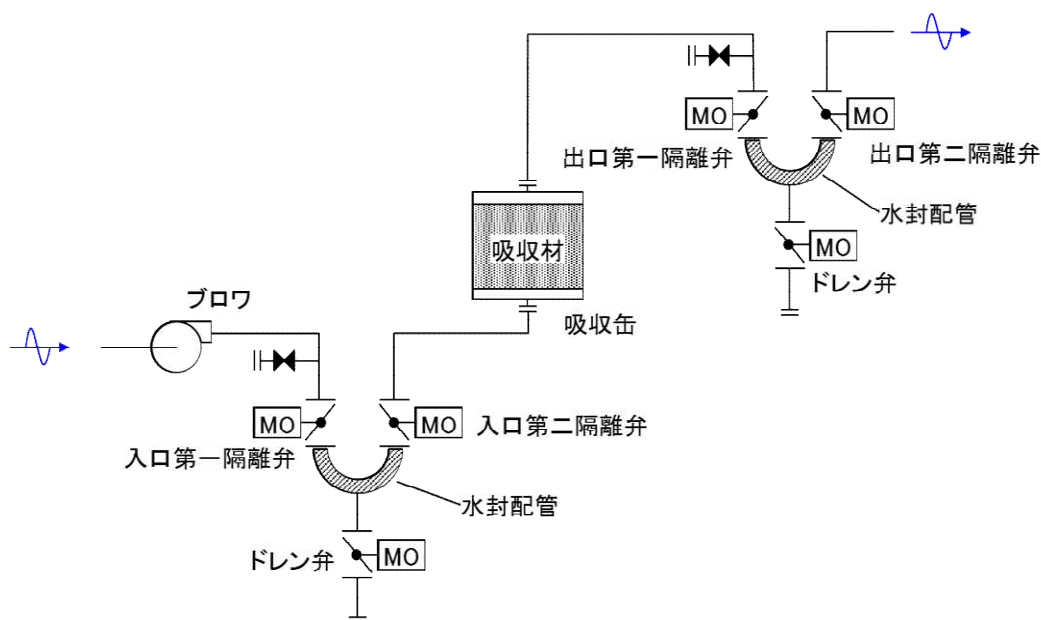 MO
MO
出口第一隔離弁
出口第二隔離弁
水封配管
MO
ドレン弁
吸収材
吸収缶
ブロワ
MO
MO
入口第二隔離弁
入口第一隔離弁
水封配管
ドレン弁
MO